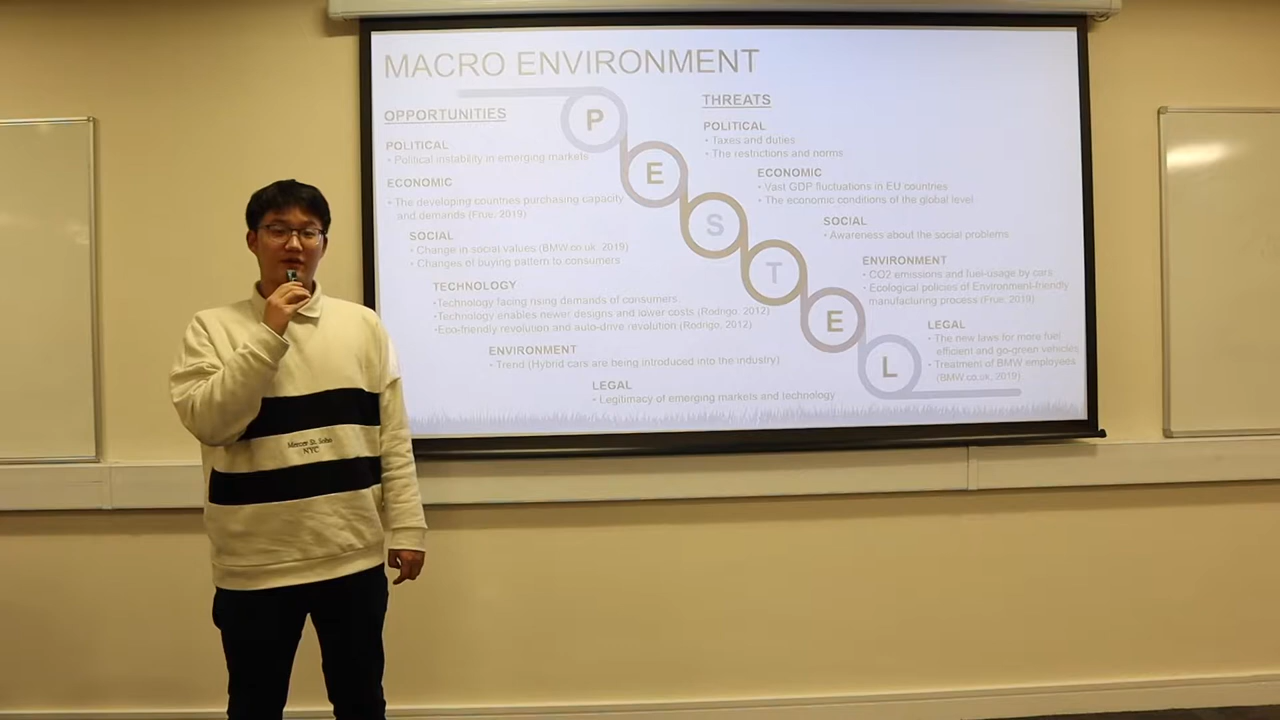 MACRO ENVIRONMENT
OPPORTUNITIES
POLITICAL
• Political instability in emerging markets
ECONOMIC
• The developing countries purchasing capacity
and demands (Frue, 2019)
SOCIAL
• Change in social values (BMW.co.uk, 2019)
• Changes of buying pattern to consumers
TECHNOLOGY
•Technology facing rising demands of consumers
•Technology enables newer designs and lower costs (Rodrigo, 2012)
•Eco-friendly revolution and auto-drive revolution (Rodrigo, 2012)
ENVIRONMENT
• Trend (Hybrid cars are being introduced into the industry)
LEGAL
• Legitimacy of emerging markets and technology
P
E
S
T
E
L
THREATS
POLITICAL
• Taxes and duties
• The restrictions and norms
ECONOMIC
• Vast GDP fluctuations in EU countries
• The economic conditions of the global level
SOCIAL
• Awareness about the social problems
ENVIRONMENT
• CO2 emissions and fuel-usage by cars
• Ecological policies of Environment-friendly
manufacturing process (Frue, 2019)
LEGAL
• The new laws for more fuel
efficient and go-green vehicles
• Treatment of BMW employees
(BMW.co.uk, 2019)
Mercer St, Soho
NYC